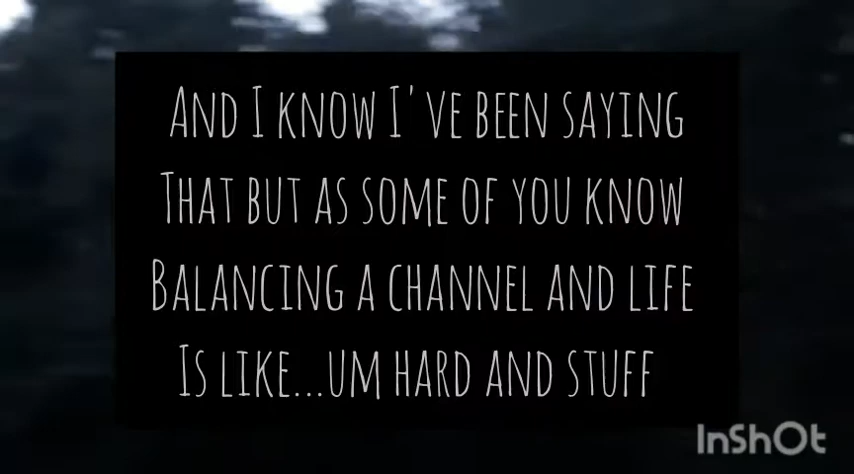 And I know I've been saying
That but as some of you know
Balancing a channel and life
Is like...um hard and stuff
InShOt